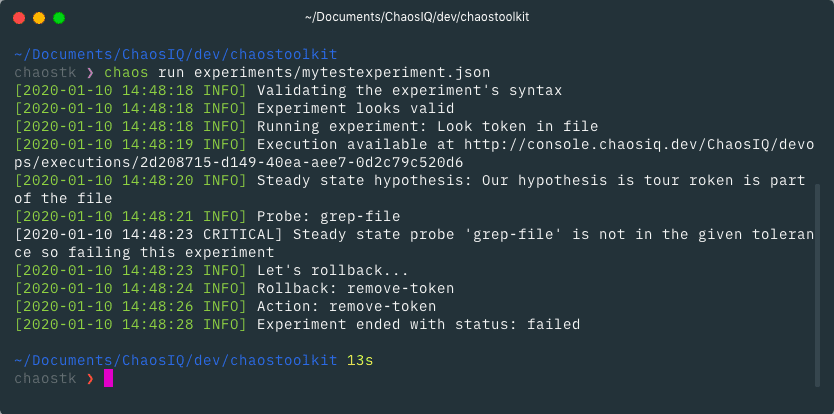 ~/Documents/ChaosIQ/dev/chaostoolkit
~/Documents/ChaosIQ/dev/chaostoolkit
chaostk ❯ chaos run experiments/mytestexperiment.json
[2020-01-10 14:48:18 INFO] Validating the experiment's syntax
[2020-01-10 14:48:18 INFO] Experiment looks valid
[2020-01-10 14:48:18 INFO] Running experiment: Look token in file
[2020-01-10 14:48:19 INFO] Execution available at http://console.chaosiq.dev/ChaosIQ/devo
ps/executions/2d208715-d149-40ea-aee7-0d2c79c520d6
[2020-01-10 14:48:20 INFO] Steady state hypothesis: Our hypothesis is tour roken is part
of the file
[2020-01-10 14:48:21 INFO] Probe: grep-file
[2020-01-10 14:48:23 CRITICAL] Steady state probe 'grep-file' is not in the given toleran
ce so failing this experiment
[2020-01-10 14:48:23 INFO] Let's rollback...
[2020-01-10 14:48:24 INFO] Rollback: remove-token
[2020-01-10 14:48:26 INFO] Action: remove-token
[2020-01-10 14:48:28 INFO] Experiment ended with status: failed
~/Documents/ChaosIQ/dev/chaostoolkit 13s
chaostk ❯